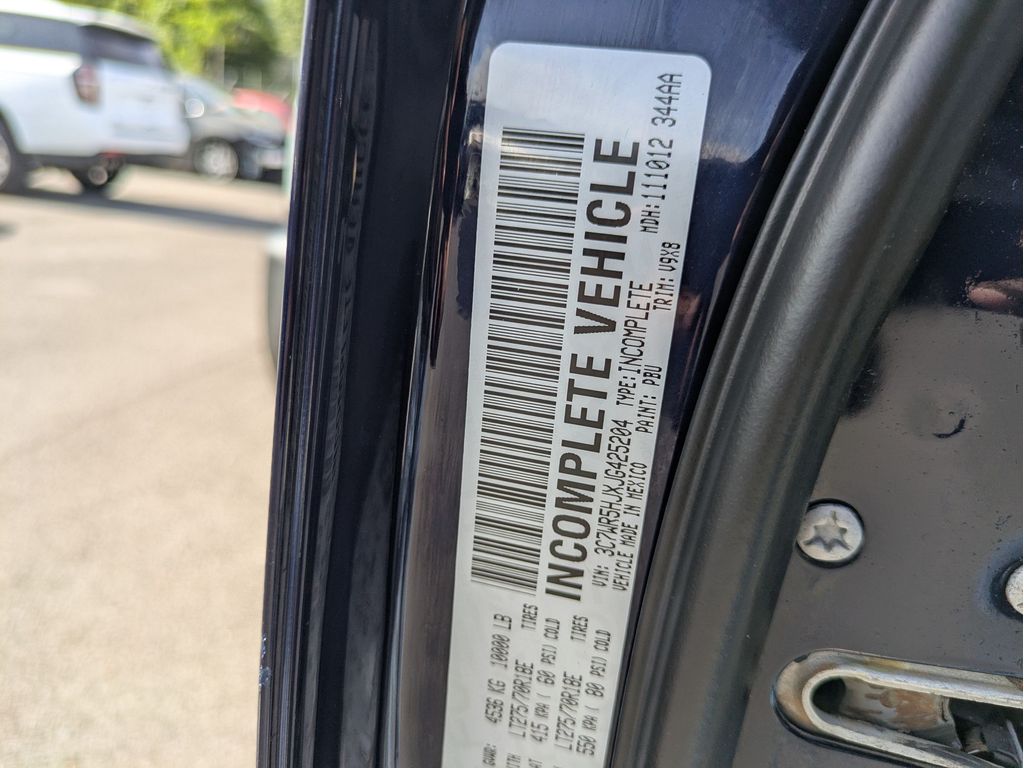 MDH: 111012 344AA
INCOMPLETE VEHICLE
VIN: 3C7WR5HJXJG425204 TYPE: INCOMPLETE
VEHICLE MADE IN MEXICO PAINT: PBU TRIM: V9X8
GVWR: 4536 KG 10000 LB
LT275/70R18E TIRES
415 KPA ( 60 PSI) COLD
LT275/70R18E TIRES
550 KPA ( 80 PSI) COLD